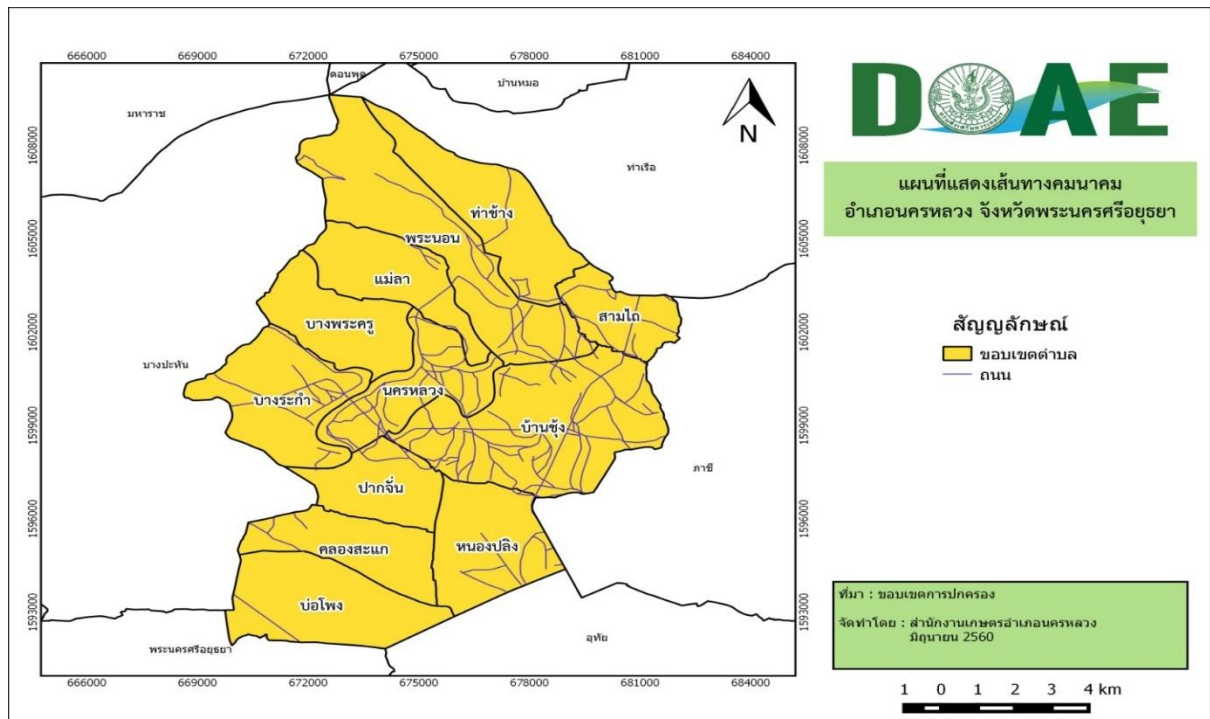 666000 669000 672000 675000 678000 681000 684000
ดอนพุด
บ้านหมอ
มหาราช
N
ท่าเรือ
1608000
1608000
ท่าช้าง
พระนอน
1605000
1605000
แม่ลา
สามไถ
บางพระครู
1602000
1602000
บางปะหัน
นครหลวง
บางระกำ
บ้านชุ้ง
1599000
1599000
ภาชี
ปากจั่น
1596000
1596000
คลองสะแก
หนองปลิง
บ่อโพง
1593000
1593000
อุทัย
พระนครศรีอยุธยา
666000 669000 672000 675000 678000 681000 684000
DOAE
แผนที่แสดงเส้นทางคมนาคม
อำเภอนครหลวง จังหวัดพระนครศรีอยุธยา
สัญญลักษณ์
ขอบเขตตำบล
ถนน
ที่มา : ขอบเขตการปกครอง
จัดทำโดย : สำนักงานเกษตรอำเภอนครหลวง
มิถุนายน 2560
1 0 1 2 3 4 km